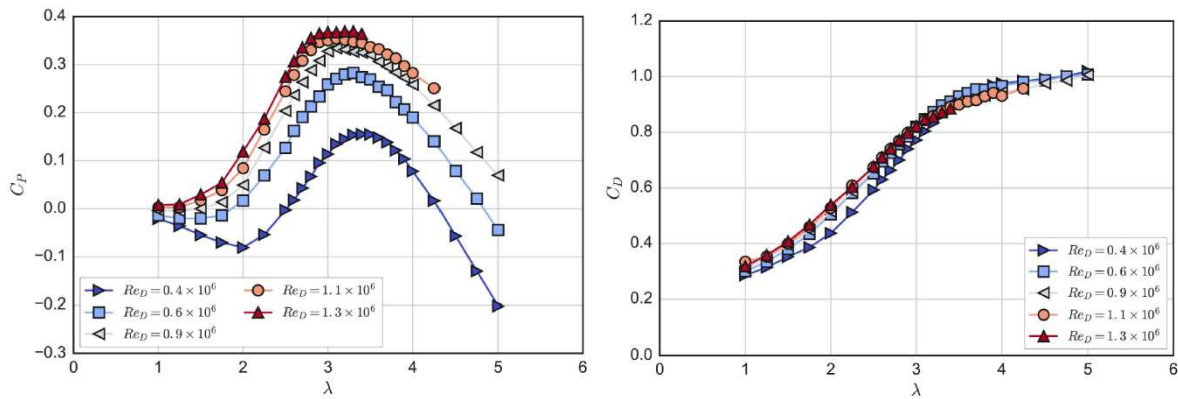 0.4
0.3
0.2
0.1
0.0
−0.1
−0.2
−0.3
C_P
0 1 2 3 4 5 6
λ
Re_D = 0.4 × 10^6
Re_D = 0.6 × 10^6
Re_D = 0.9 × 10^6
Re_D = 1.1 × 10^6
Re_D = 1.3 × 10^6
1.2
1.0
0.8
0.6
0.4
0.2
0.0
C_D
0 1 2 3 4 5 6
λ
Re_D = 0.4 × 10^6
Re_D = 0.6 × 10^6
Re_D = 0.9 × 10^6
Re_D = 1.1 × 10^6
Re_D = 1.3 × 10^6